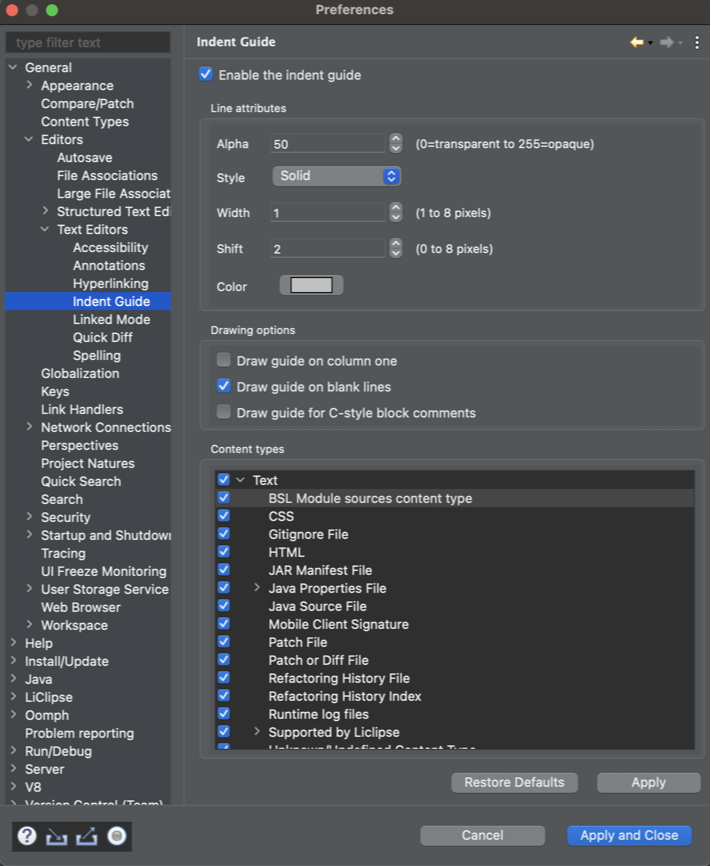 Preferences
type filter text
Indent Guide
General
Appearance
Compare/Patch
Content Types
Editors
Autosave
File Associations
Large File Associat
Structured Text Edi
Text Editors
Accessibility
Annotations
Hyperlinking
Indent Guide
Linked Mode
Quick Diff
Spelling
Globalization
Keys
Link Handlers
Network Connections
Perspectives
Project Natures
Quick Search
Search
Security
Startup and Shutdown
Tracing
UI Freeze Monitoring
User Storage Service
Web Browser
Workspace
Help
Install/Update
Java
LiClipse
Oomph
Problem reporting
Run/Debug
Server
V8
Version Control (Team)
Enable the indent guide
Line attributes
Alpha 50 (0=transparent to 255=opaque)
Style Solid
Width 1 (1 to 8 pixels)
Shift 2 (0 to 8 pixels)
Color
Drawing options
Draw guide on column one
Draw guide on blank lines
Draw guide for C-style block comments
Content types
Text
BSL Module sources content type
CSS
Gitignore File
HTML
JAR Manifest File
Java Properties File
Java Source File
Mobile Client Signature
Patch File
Patch or Diff File
Refactoring History File
Refactoring History Index
Runtime log files
Supported by Liclipse
Unknown/Undefined Content Type
Restore Defaults
Apply
?
Cancel
Apply and Close